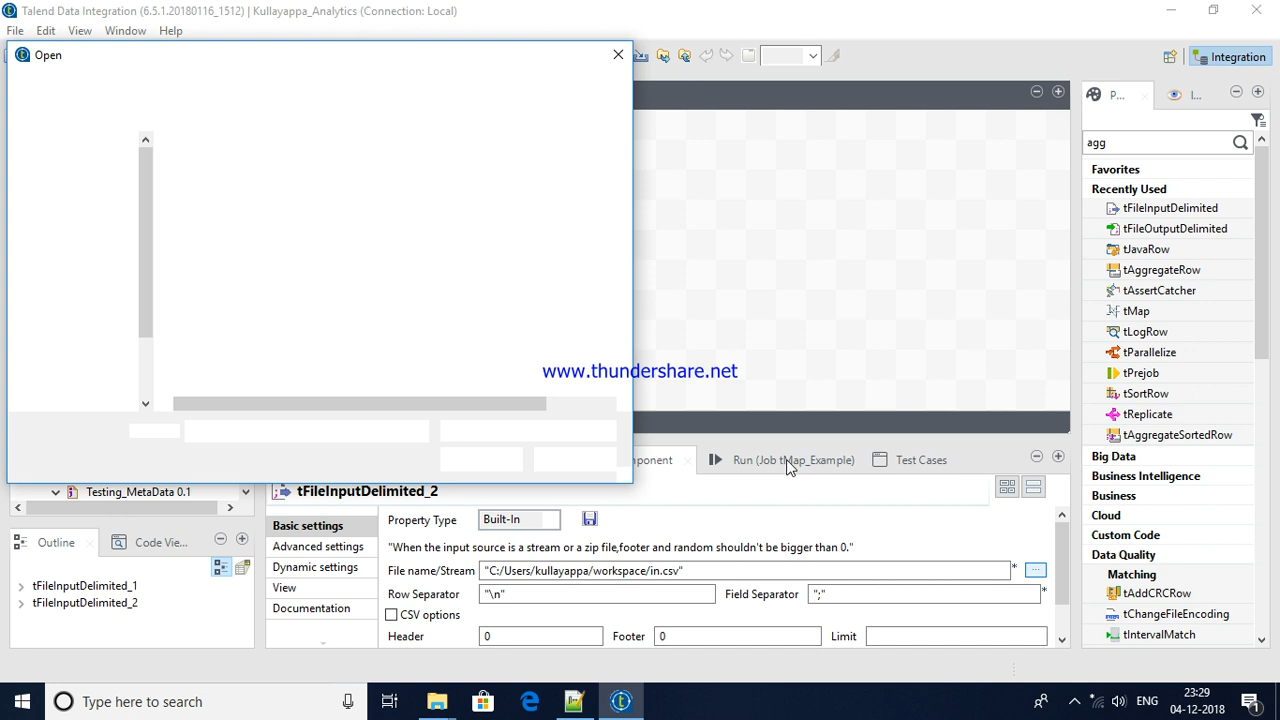 Talend Data Integration (6.5.1.20180116_1512) | Kullayappa_Analytics (Connection: Local)
File Edit View Window Help
Open
Integration
P...
I...
agg
Favorites
Recently Used
tFileInputDelimited
tFileOutputDelimited
tJavaRow
tAggregateRow
tAssertCatcher
tMap
tLogRow
tParallelize
tPrejob
tSortRow
tReplicate
tAggregateSortedRow
Big Data
Business Intelligence
Business
Cloud
Custom Code
Data Quality
Matching
tAddCRCRow
tChangeFileEncoding
tIntervalMatch
www.thundershare.net
ponent
Run (Job tMap_Example)
Test Cases
Testing_MetaData 0.1
Outline
Code Vie...
tFileInputDelimited_1
tFileInputDelimited_2
tFileInputDelimited_2
Basic settings
Advanced settings
Dynamic settings
View
Documentation
Property Type Built-In
"When the input source is a stream or a zip file,footer and random shouldn't be bigger than 0."
File name/Stream "C:/Users/kullayappa/workspace/in.csv" * ...
Row Separator "\n" Field Separator ";" *
CSV options
Header 0 Footer 0 Limit
Type here to search
ENG
23:29
04-12-2018
1